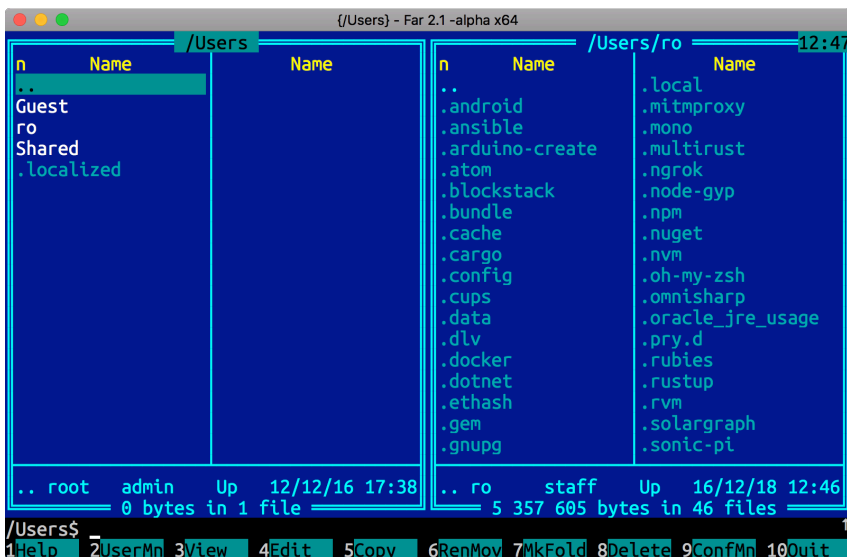 {/Users} - Far 2.1 -alpha x64
/Users
n Name Name
..
Guest
ro
Shared
.localized
.. root admin Up 12/12/16 17:38
0 bytes in 1 file
/Users/ro 12:47
n Name Name
..
.android
.ansible
.arduino-create
.atom
.blockstack
.bundle
.cache
.cargo
.config
.cups
.data
.dlv
.docker
.dotnet
.ethash
.gem
.gnupg
.local
.mitmproxy
.mono
.multirust
.ngrok
.node-gyp
.npm
.nuget
.nvm
.oh-my-zsh
.omnisharp
.oracle_jre_usage
.pry.d
.rubies
.rustup
.rvm
.solargraph
.sonic-pi
.. ro staff Up 16/12/18 12:46
5 357 605 bytes in 46 files
/Users$ _ 1
1Help 2UserMn 3View 4Edit 5Copy 6RenMov 7MkFold 8Delete 9ConfMn 10Quit